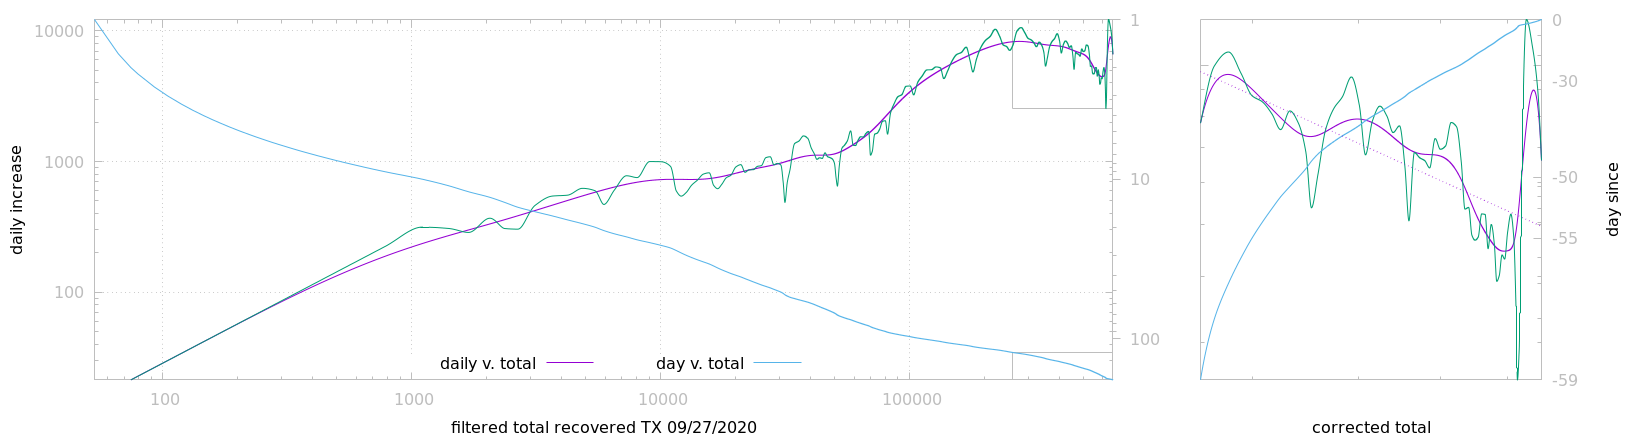 daily increase
10000
1000
100
daily v. total
day v. total
100
1000
10000
100000
1
10
100
filtered total recovered TX 09/27/2020
0
-30
-50
-55
-59
day since
corrected total